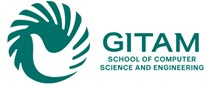 GITAM
SCHOOL OF COMPUTER
SCIENCE AND ENGINEERING